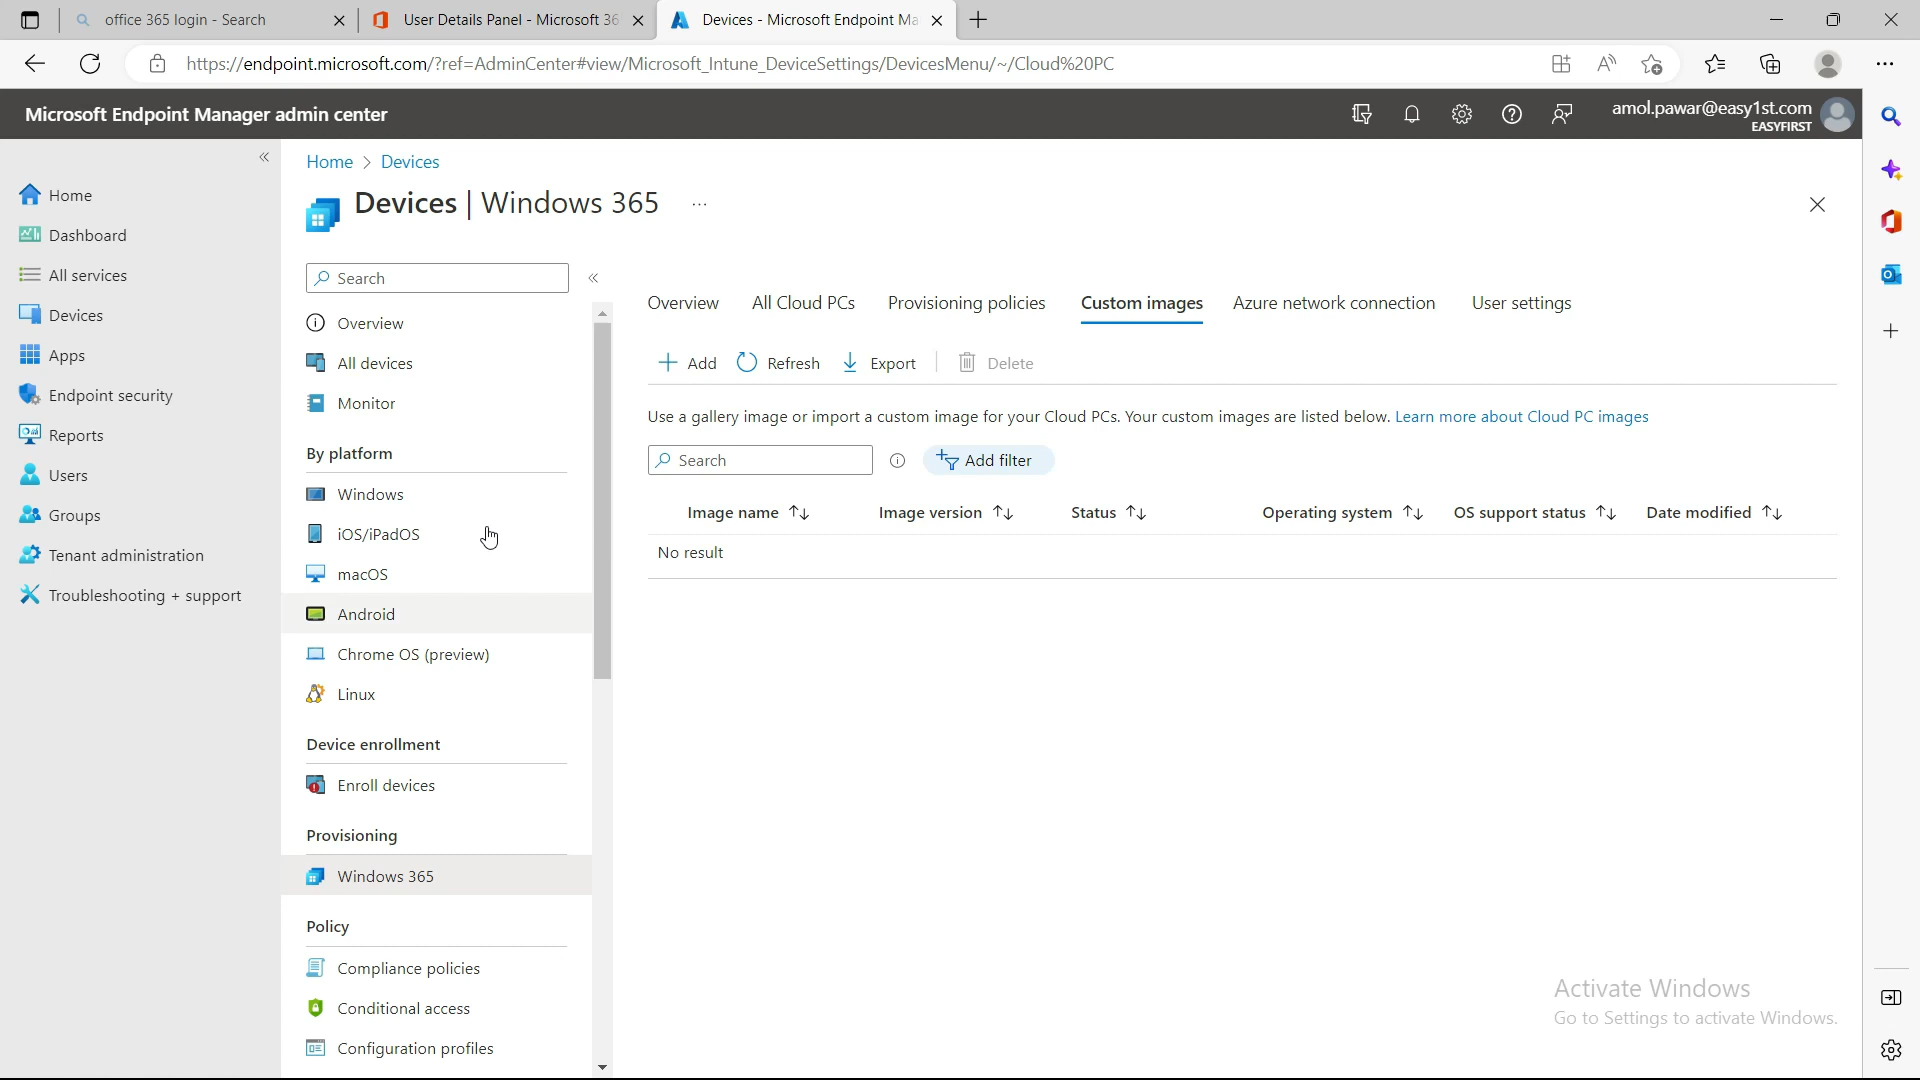 office 365 login - Search
User Details Panel - Microsoft 36
Devices - Microsoft Endpoint Ma
https://endpoint.microsoft.com/?ref=AdminCenter#view/Microsoft_Intune_DeviceSettings/DevicesMenu/~/Cloud%20PC
Microsoft Endpoint Manager admin center
amol.pawar@easy1st.com
EASYFIRST
Home
Dashboard
All services
Devices
Apps
Endpoint security
Reports
Users
Groups
Tenant administration
Troubleshooting + support
Home > Devices
Devices | Windows 365 ...
Search
Overview
All devices
Monitor
By platform
Windows
iOS/iPadOS
macOS
Android
Chrome OS (preview)
Linux
Device enrollment
Enroll devices
Provisioning
Windows 365
Policy
Compliance policies
Conditional access
Configuration profiles
Overview All Cloud PCs Provisioning policies Custom images Azure network connection User settings
Add Refresh Export Delete
Use a gallery image or import a custom image for your Cloud PCs. Your custom images are listed below. Learn more about Cloud PC images
Search Add filter
Image name Image version Status Operating system OS support status Date modified
No result
Activate Windows
Go to Settings to activate Windows.